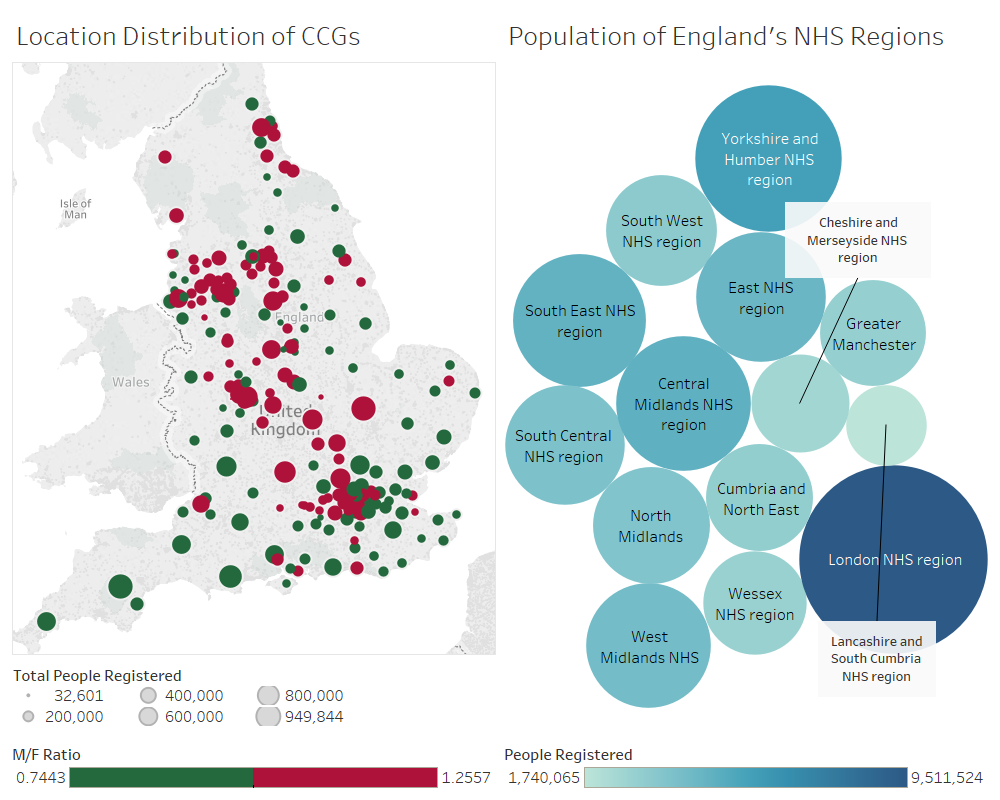 Location Distribution of CCGs
Population of England's NHS Regions
Isle of
Man
England
Wales
United
Kingdom
Yorkshire and
Humber NHS
region
South West
NHS region
Cheshire and
Merseyside NHS
region
East NHS
region
South East NHS
region
Greater
Manchester
Central
Midlands NHS
region
South Central
NHS region
Cumbria and
North East
North
Midlands
London NHS region
Wessex
NHS region
West
Midlands NHS
Lancashire and
South Cumbria
NHS region
Total People Registered
32,601 400,000 800,000
200,000 600,000 949,844
M/F Ratio
0.7443 1.2557
People Registered
1,740,065 9,511,524